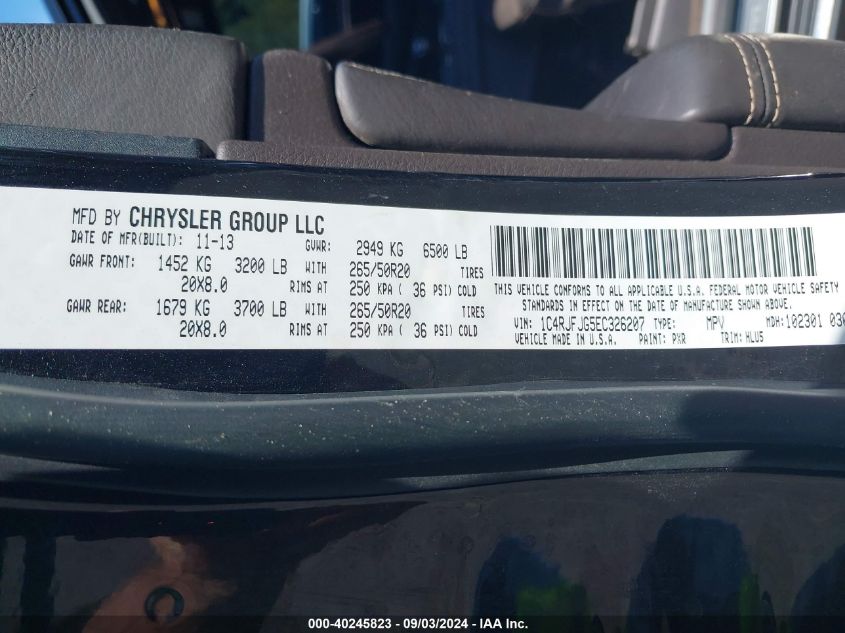 MFD BY CHRYSLER GROUP LLC
DATE OF MFR(BUILT): 11-13 GVWR: 2949 KG 6500 LB
GAWR FRONT: 1452 KG 3200 LB WITH 265/50R20 TIRES
20X8.0 RIMS AT 250 KPA ( 36 PSI) COLD
GAWR REAR: 1679 KG 3700 LB WITH 265/50R20 TIRES
20X8.0 RIMS AT 250 KPA ( 36 PSI) COLD
THIS VEHICLE CONFORMS TO ALL APPLICABLE U.S.A. FEDERAL MOTOR VEHICLE SAFETY
STANDARDS IN EFFECT ON THE DATE OF MANUFACTURE SHOWN ABOVE.
VIN: 1C4RJFJG5EC326207 TYPE: MPV MDH:102301 030
VEHICLE MADE IN U.S.A. PAINT: PXR TRIM: HLU5
000-40245823 - 09/03/2024 - IAA Inc.